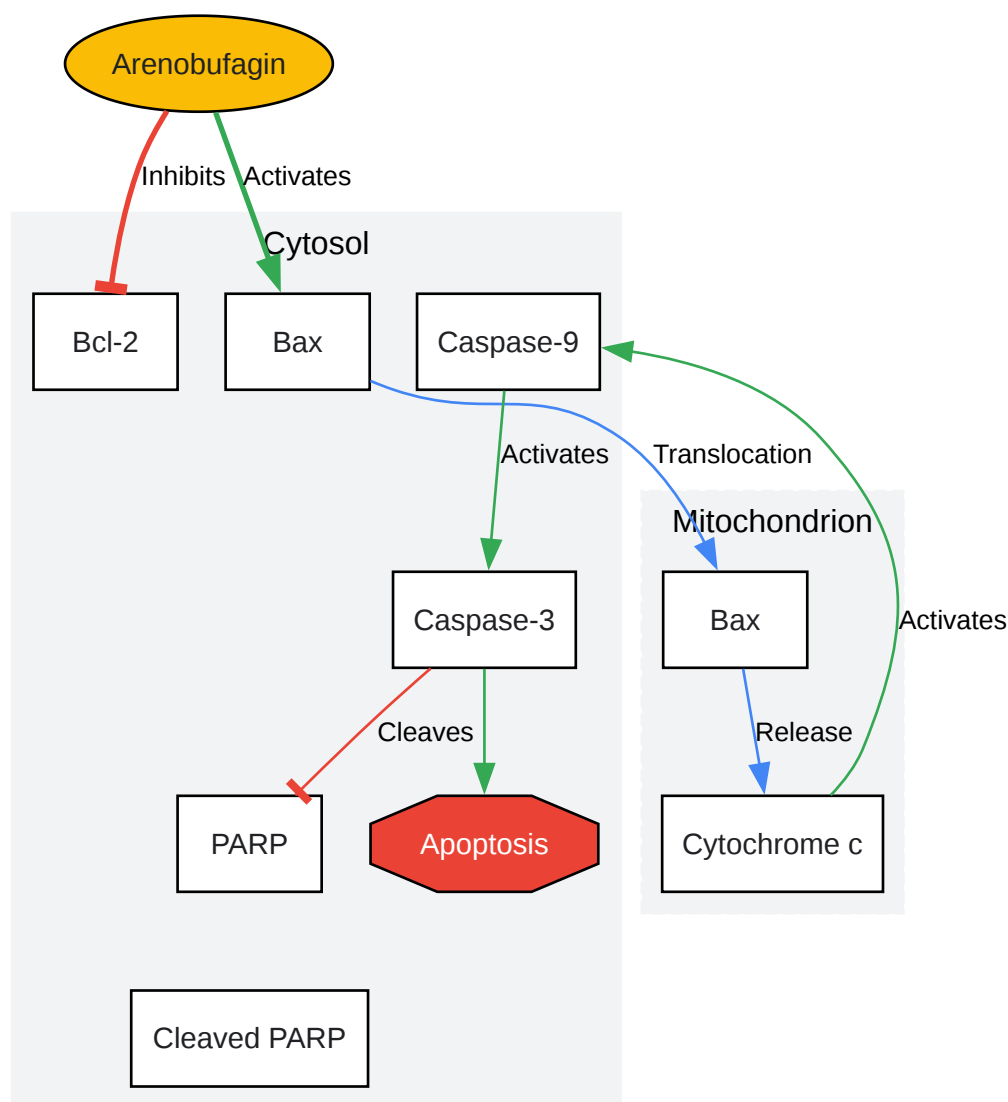 Arenobufagin
Inhibits
Activates
Cytosol
Bcl-2
Bax
Caspase-9
Activates
Translocation
Mitochondrion
Caspase-3
Bax
Activates
Cleaves
Release
PARP
Apoptosis
Cytochrome c
Cleaved PARP